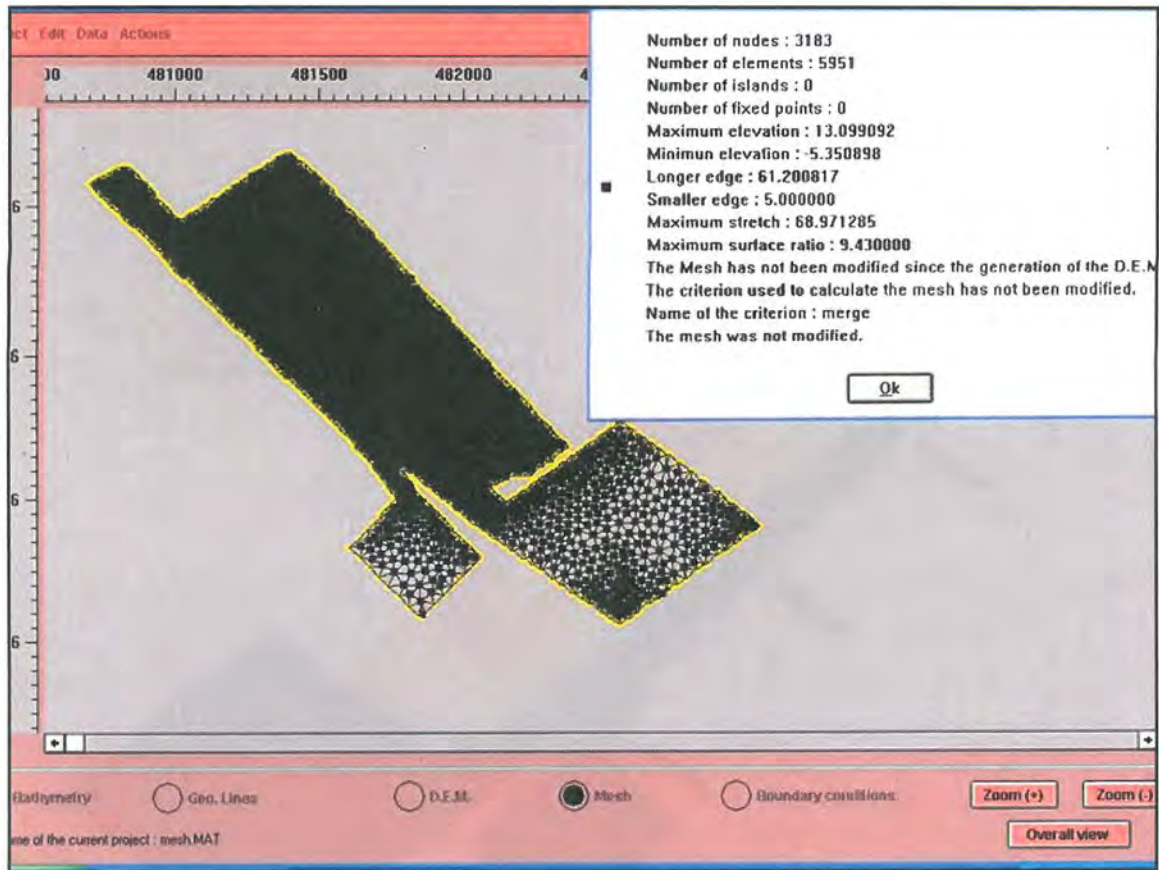 Edit Data Actions
481000 481500 482000
Number of nodes : 3183
Number of elements : 5951
Number of islands : 0
Number of fixed points : 0
Maximum elevation : 13.099092
Minimun elevation : -5.350898
Longer edge : 61.200817
Smaller edge : 5.000000
Maximum stretch : 68.971285
Maximum surface ratio : 9.430000
The Mesh has not been modified since the generation of the D.E.M
The criterion used to calculate the mesh has not been modified.
Name of the criterion : merge
The mesh was not modified.
Ok
6
6
6
6
Bathymetry Geo. Lines D.E.M. Mesh Boundary conditions Zoom (+) Zoom (-)
me of the current project : mesh.MAT
Overall view